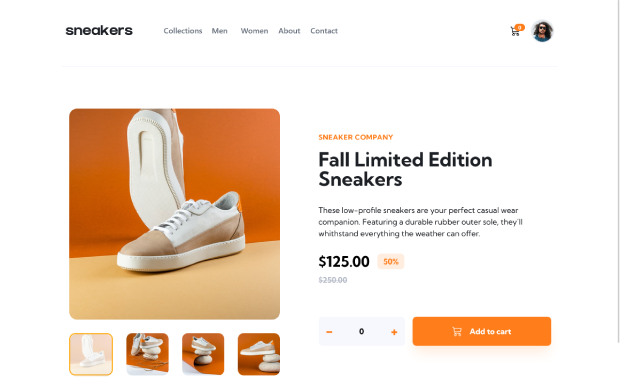 sneakers
Collections Men Women About Contact
SNEAKER COMPANY
Fall Limited Edition
Sneakers
These low-profile sneakers are your perfect casual wear
companion. Featuring a durable rubber outer sole, they'll
whithstand everything the weather can offer.
$125.00 50%
$250.00
− 0 +
Add to cart